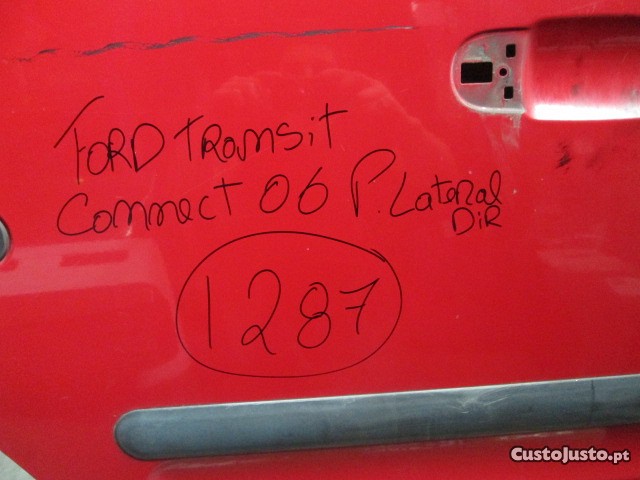 FORD TRANSIT
Connect 06 P. Lateral
DIR
1287
CustoJusto.pt